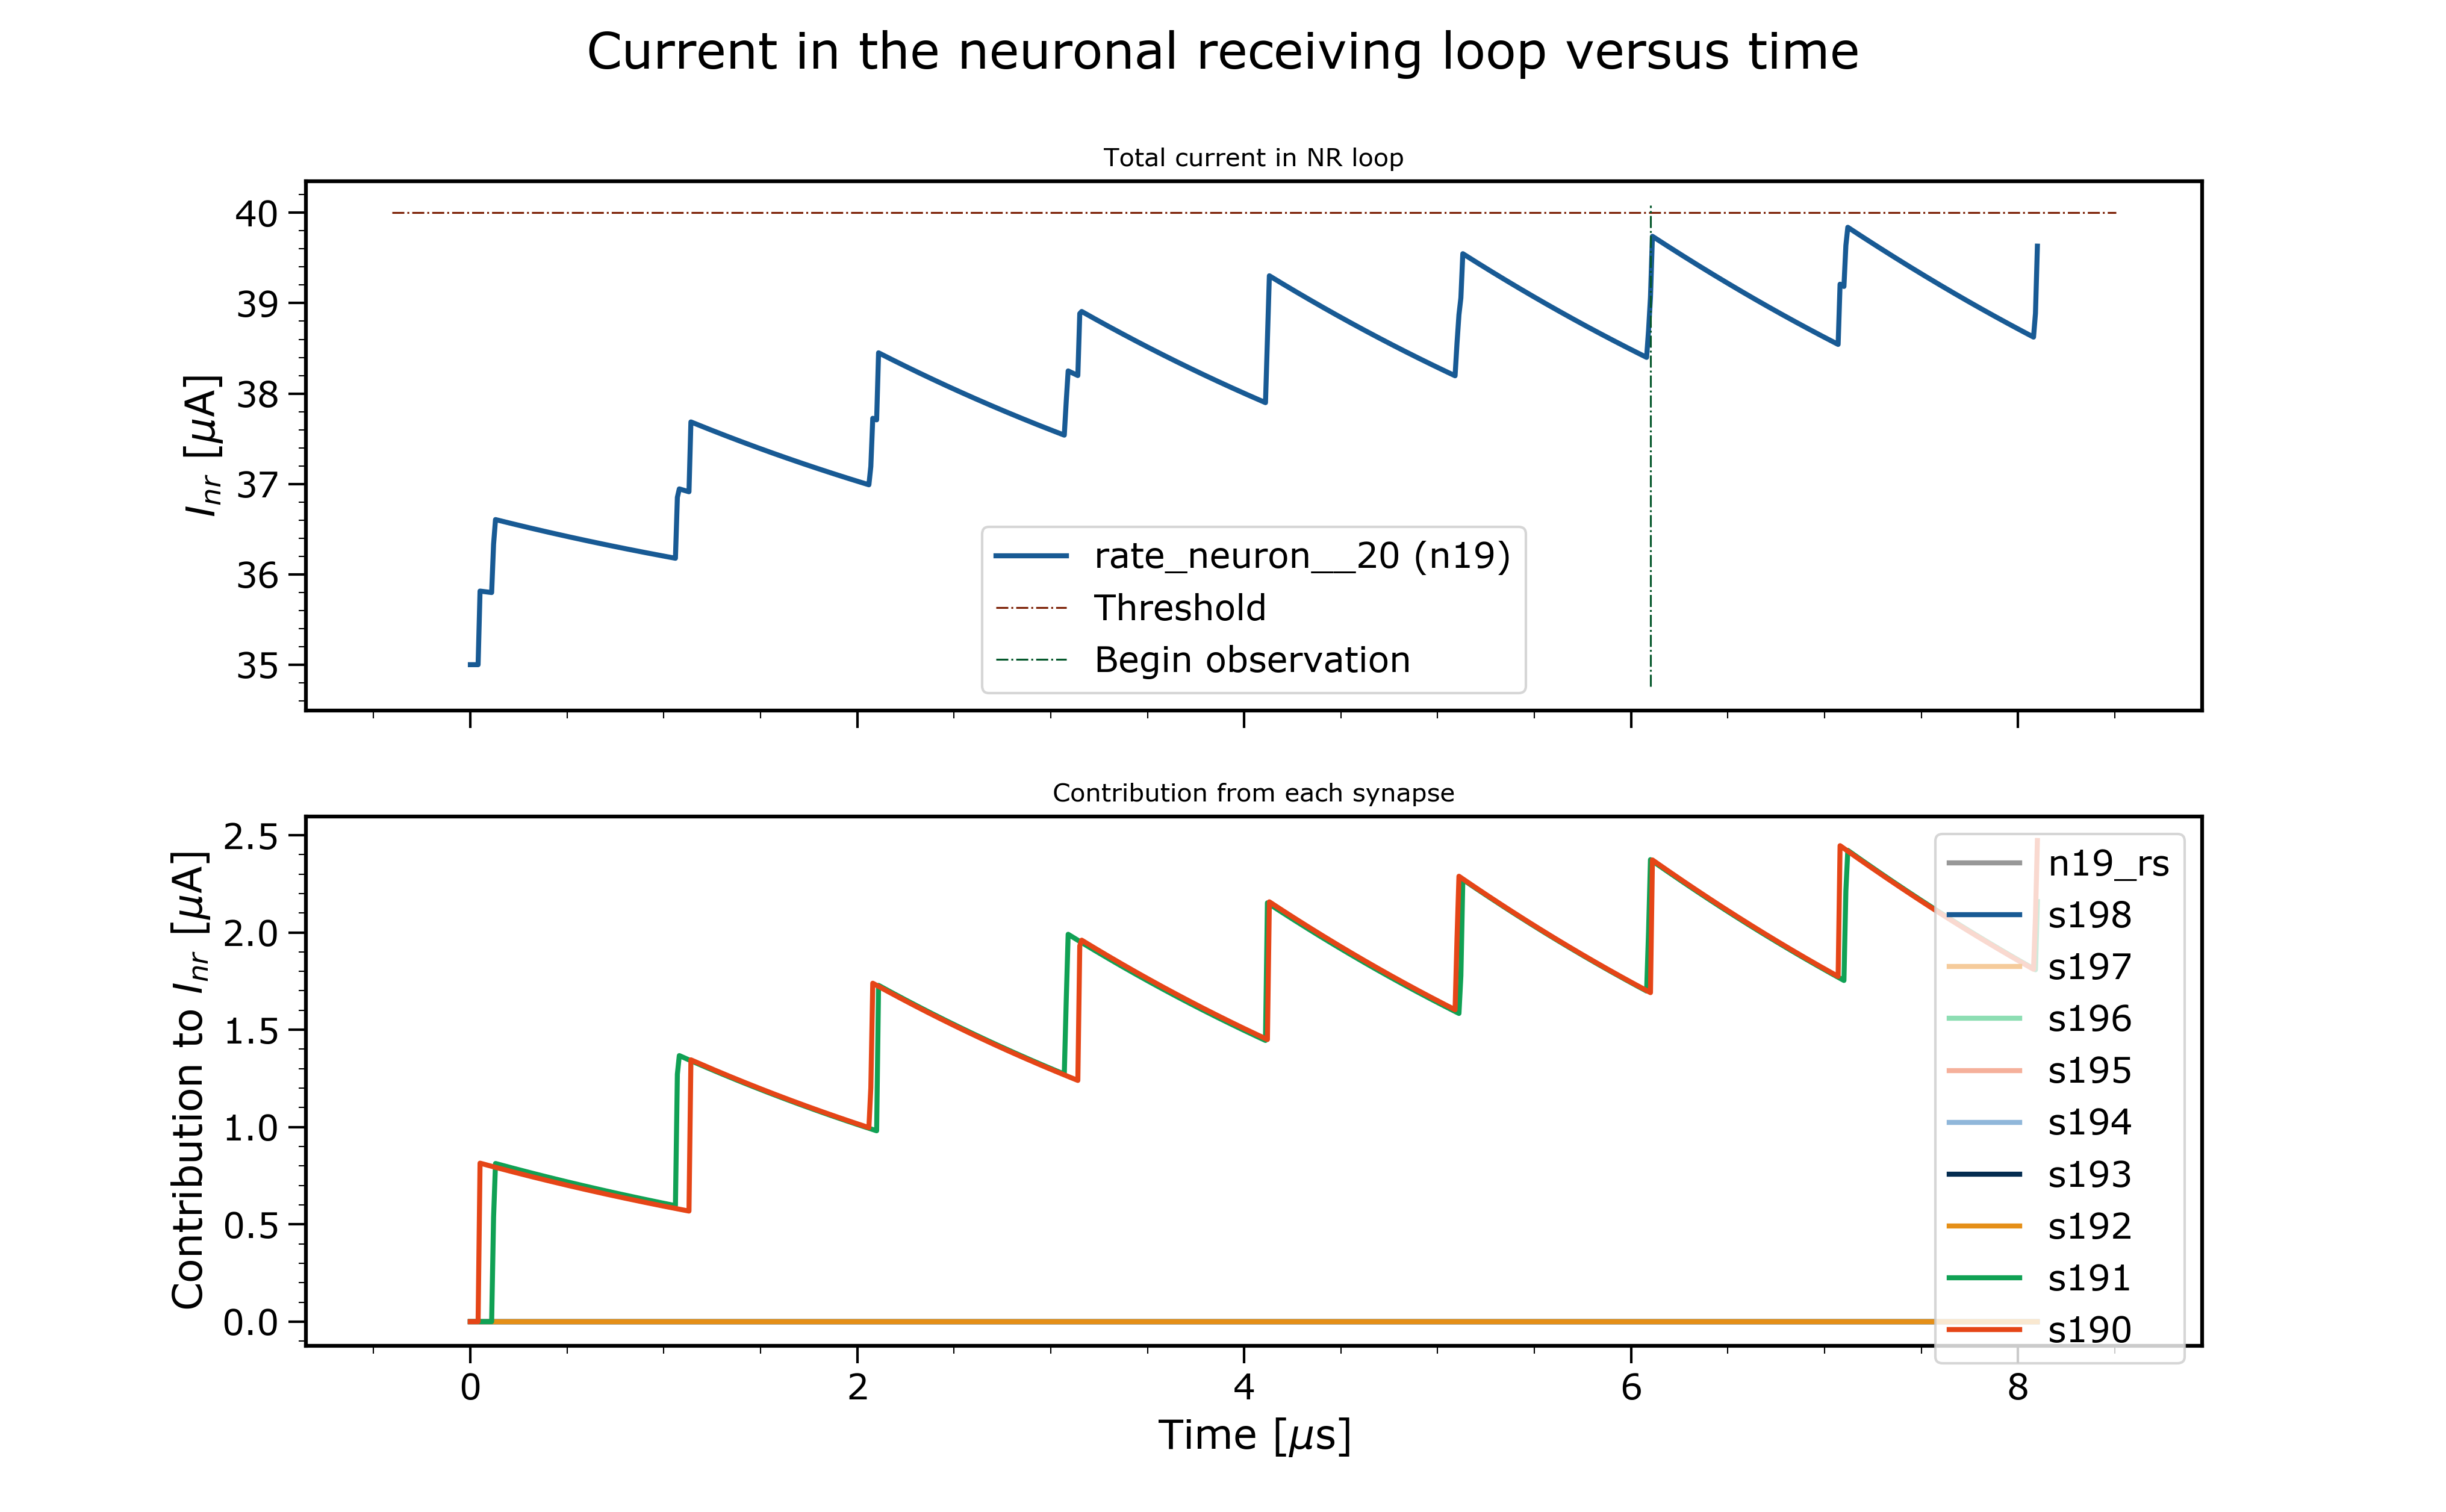 Current in the neuronal receiving loop versus time
Total current in NR loop
40
39
38
37
36
35
I_nr [μA]
rate_neuron__20 (n19)
Threshold
Begin observation
Contribution from each synapse
2.5
2.0
1.5
1.0
0.5
0.0
Contribution to I_nr [μA]
n19_rs
s198
s197
s196
s195
s194
s193
s192
s191
s190
0 2 4 6 8
Time [μs]